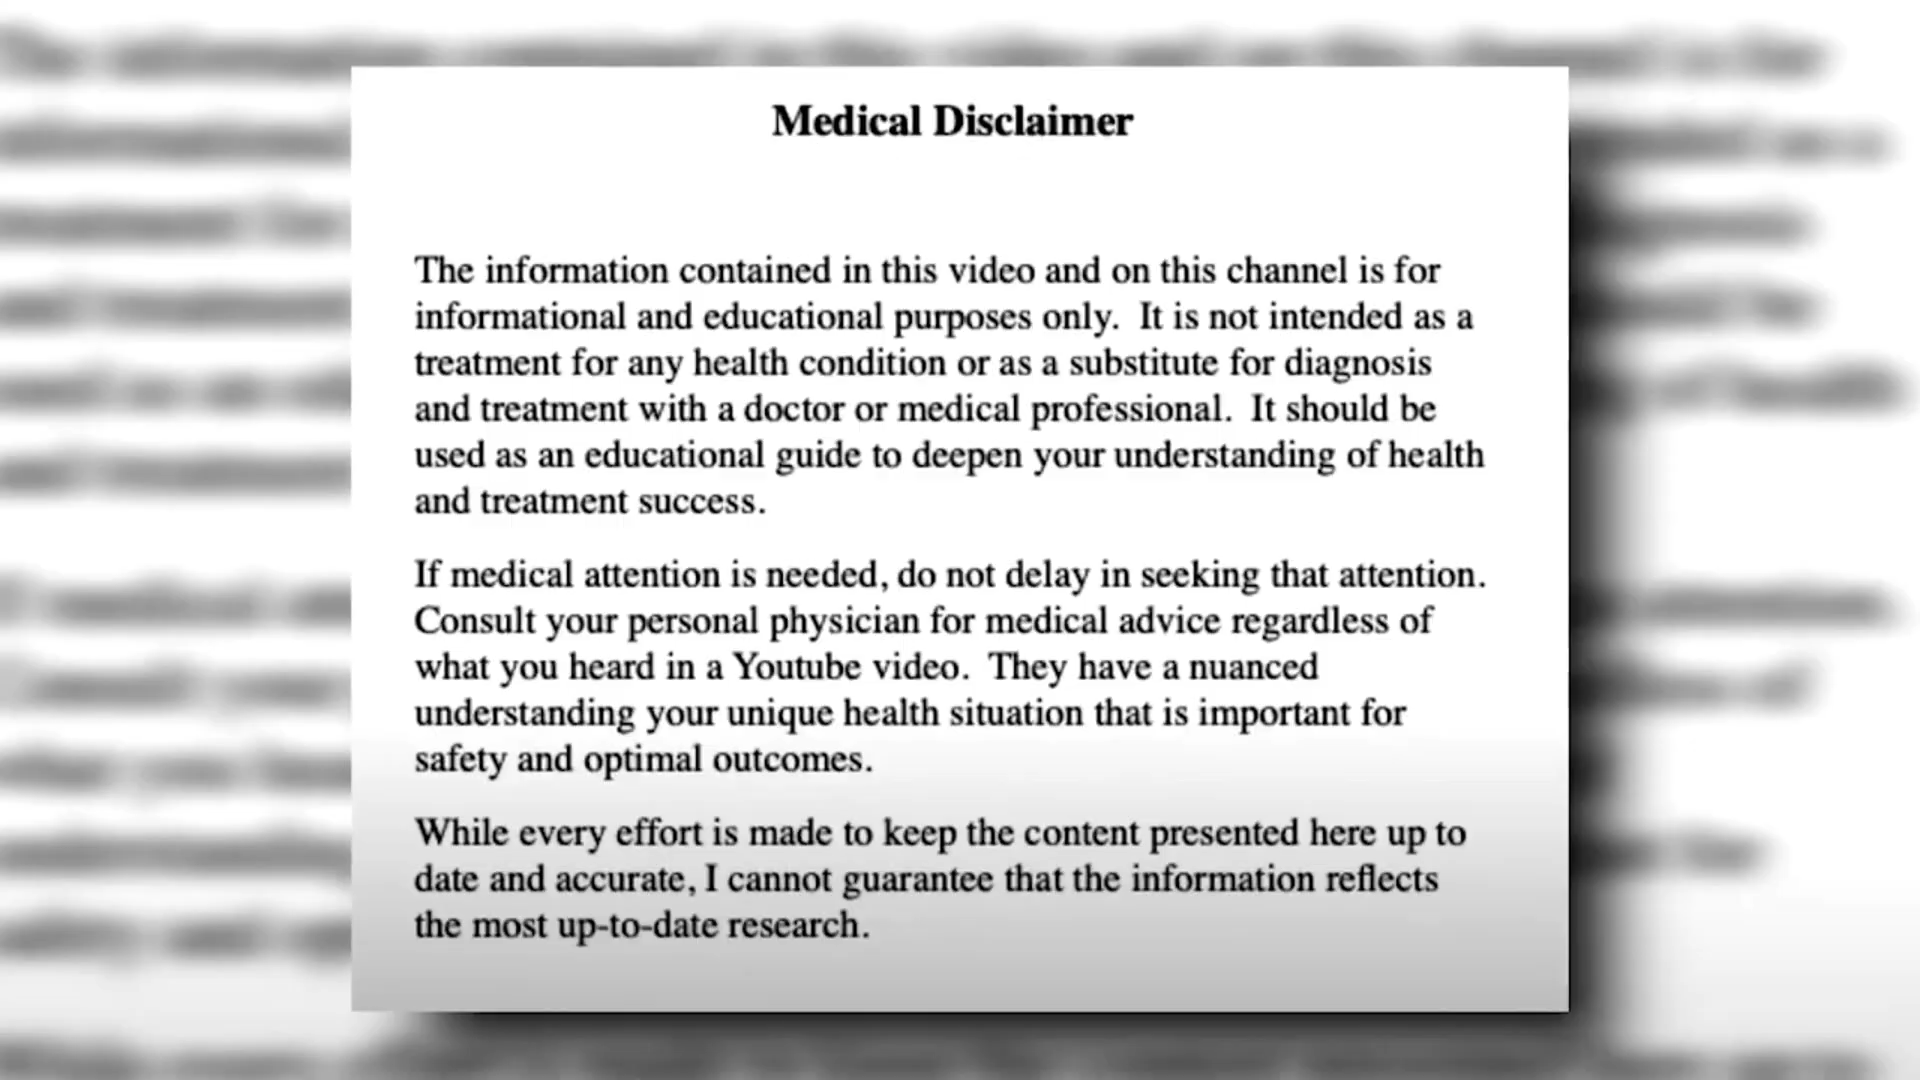 Medical Disclaimer
The information contained in this video and on this channel is for
informational and educational purposes only.  It is not intended as a
treatment for any health condition or as a substitute for diagnosis
and treatment with a doctor or medical professional.  It should be
used as an educational guide to deepen your understanding of health
and treatment success.
If medical attention is needed, do not delay in seeking that attention.
Consult your personal physician for medical advice regardless of
what you heard in a Youtube video.  They have a nuanced
understanding your unique health situation that is important for
safety and optimal outcomes.
While every effort is made to keep the content presented here up to
date and accurate, I cannot guarantee that the information reflects
the most up-to-date research.